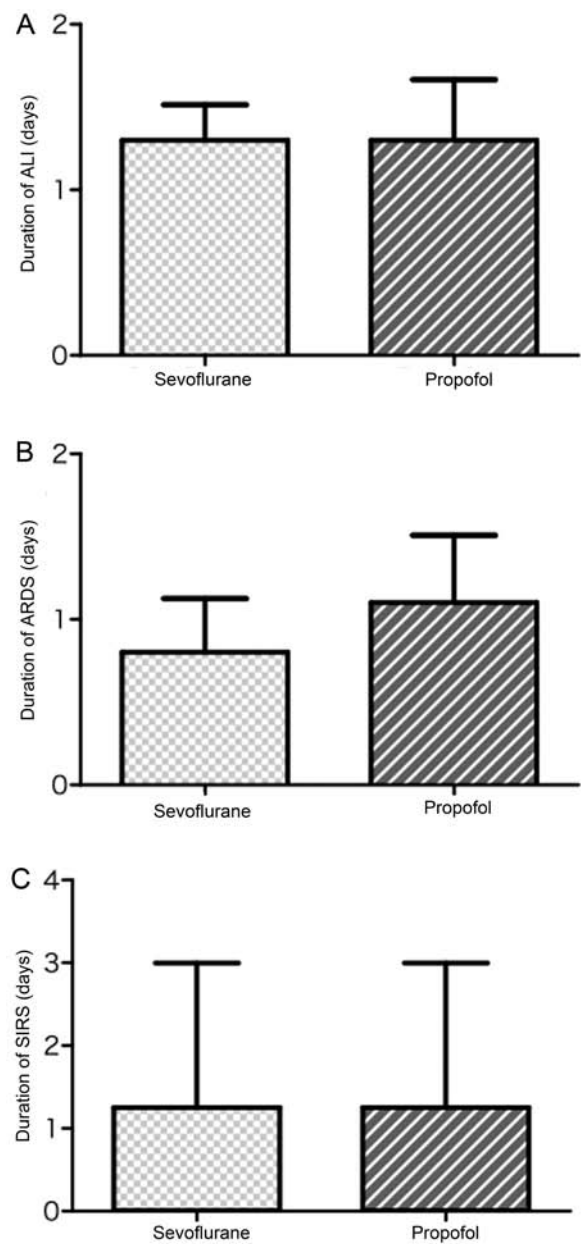 A
Duration of ALI (days)
2
1
0
Sevoflurane Propofol
B
Duration of ARDS (days)
2
1
0
Sevoflurane Propofol
C
Duration of SIRS (days)
4
3
2
1
0
Sevoflurane Propofol